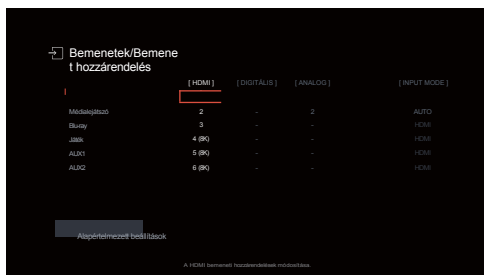 Bemenetek/Bemene
t hozzárendelés
[ HDMI ] [ DIGITÁLIS ] [ ANALOG ] [ INPUT MODE ]
Médialejátszó 2 - 2 AUTO
Blu-ray 3 - - HDMI
Játék 4 (8K) - - HDMI
AUX1 5 (8K) - - HDMI
AUX2 6 (8K) - - HDMI
Alapértelmezett beállítások
A HDMI bemeneti hozzárendelések módosítása.